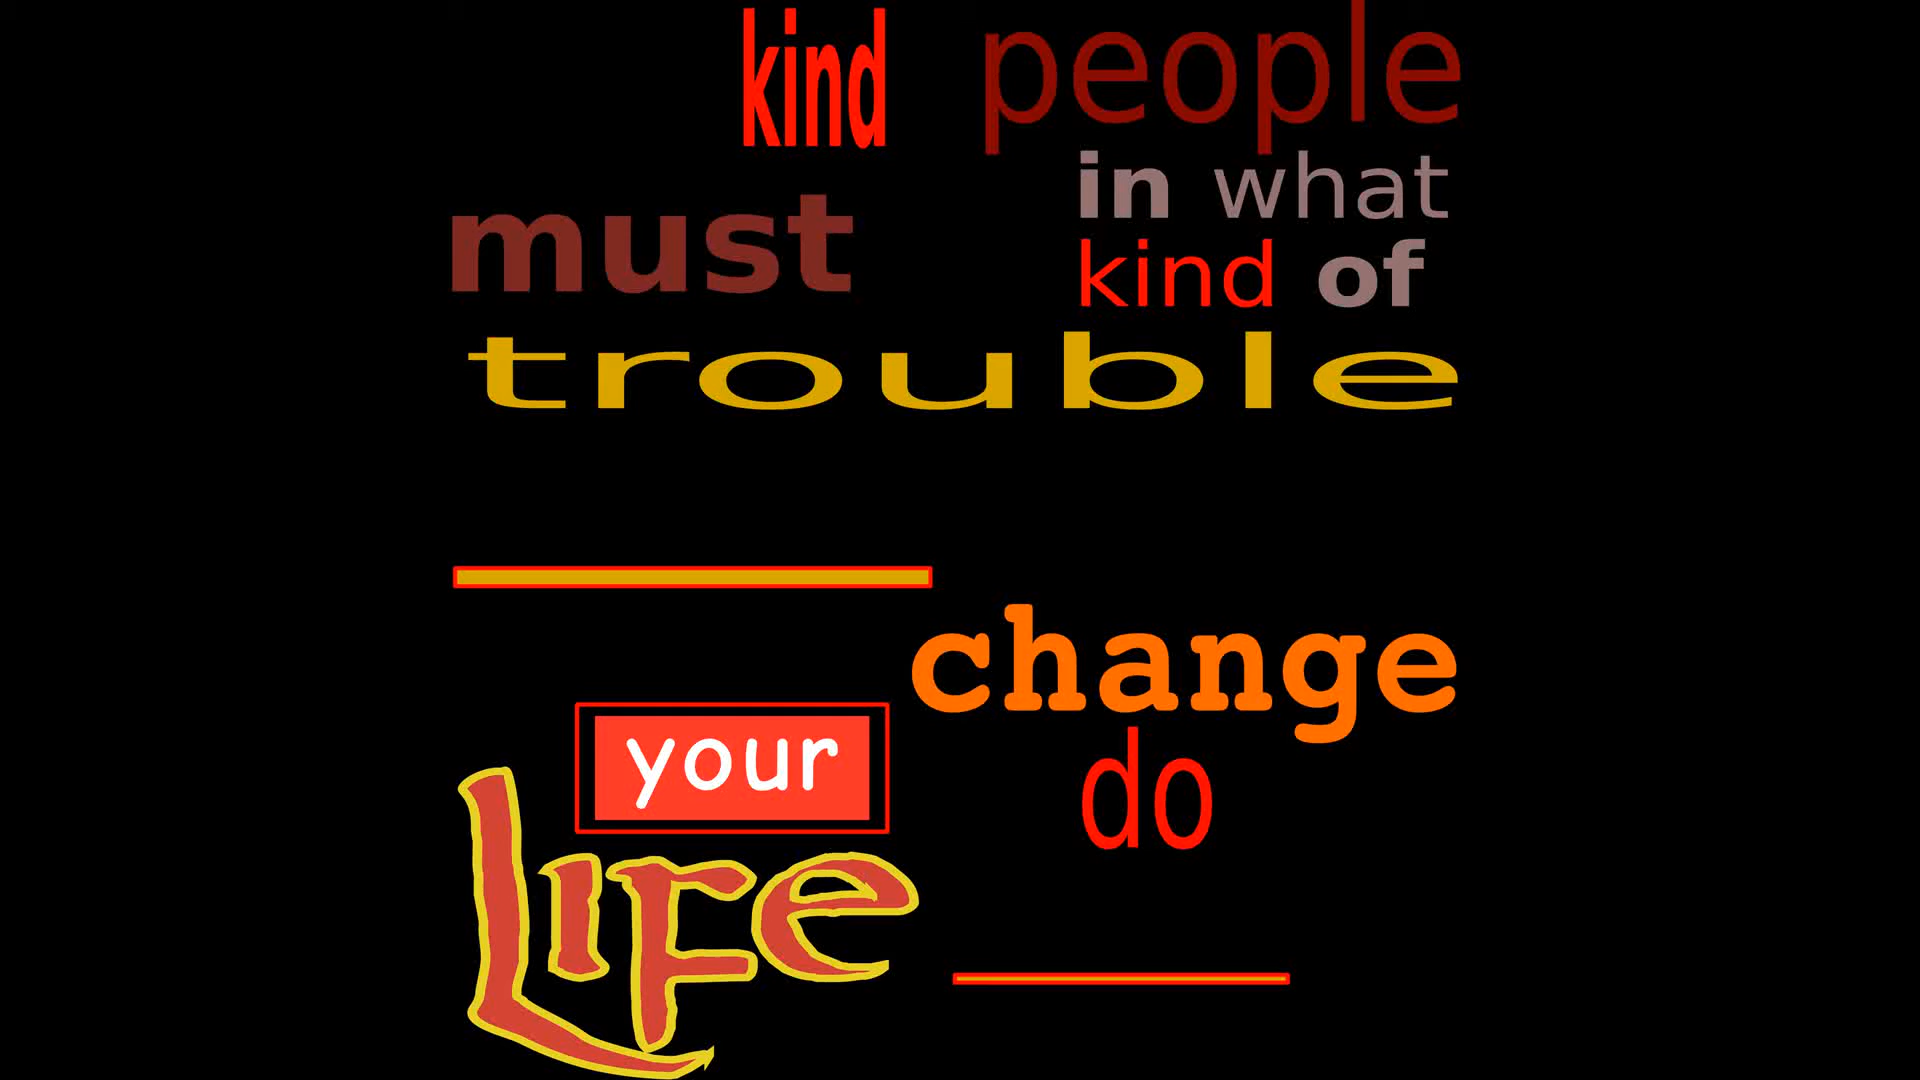 kind people
must in what
kind of
trouble
change
your do
Life